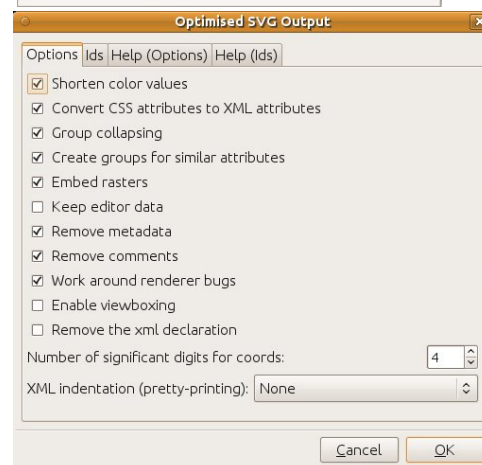 Optimised SVG Output
Options Ids Help (Options) Help (Ids)
Shorten color values
Convert CSS attributes to XML attributes
Group collapsing
Create groups for similar attributes
Embed rasters
Keep editor data
Remove metadata
Remove comments
Work around renderer bugs
Enable viewboxing
Remove the xml declaration
Number of significant digits for coords: 4
XML indentation (pretty-printing): None
Cancel OK